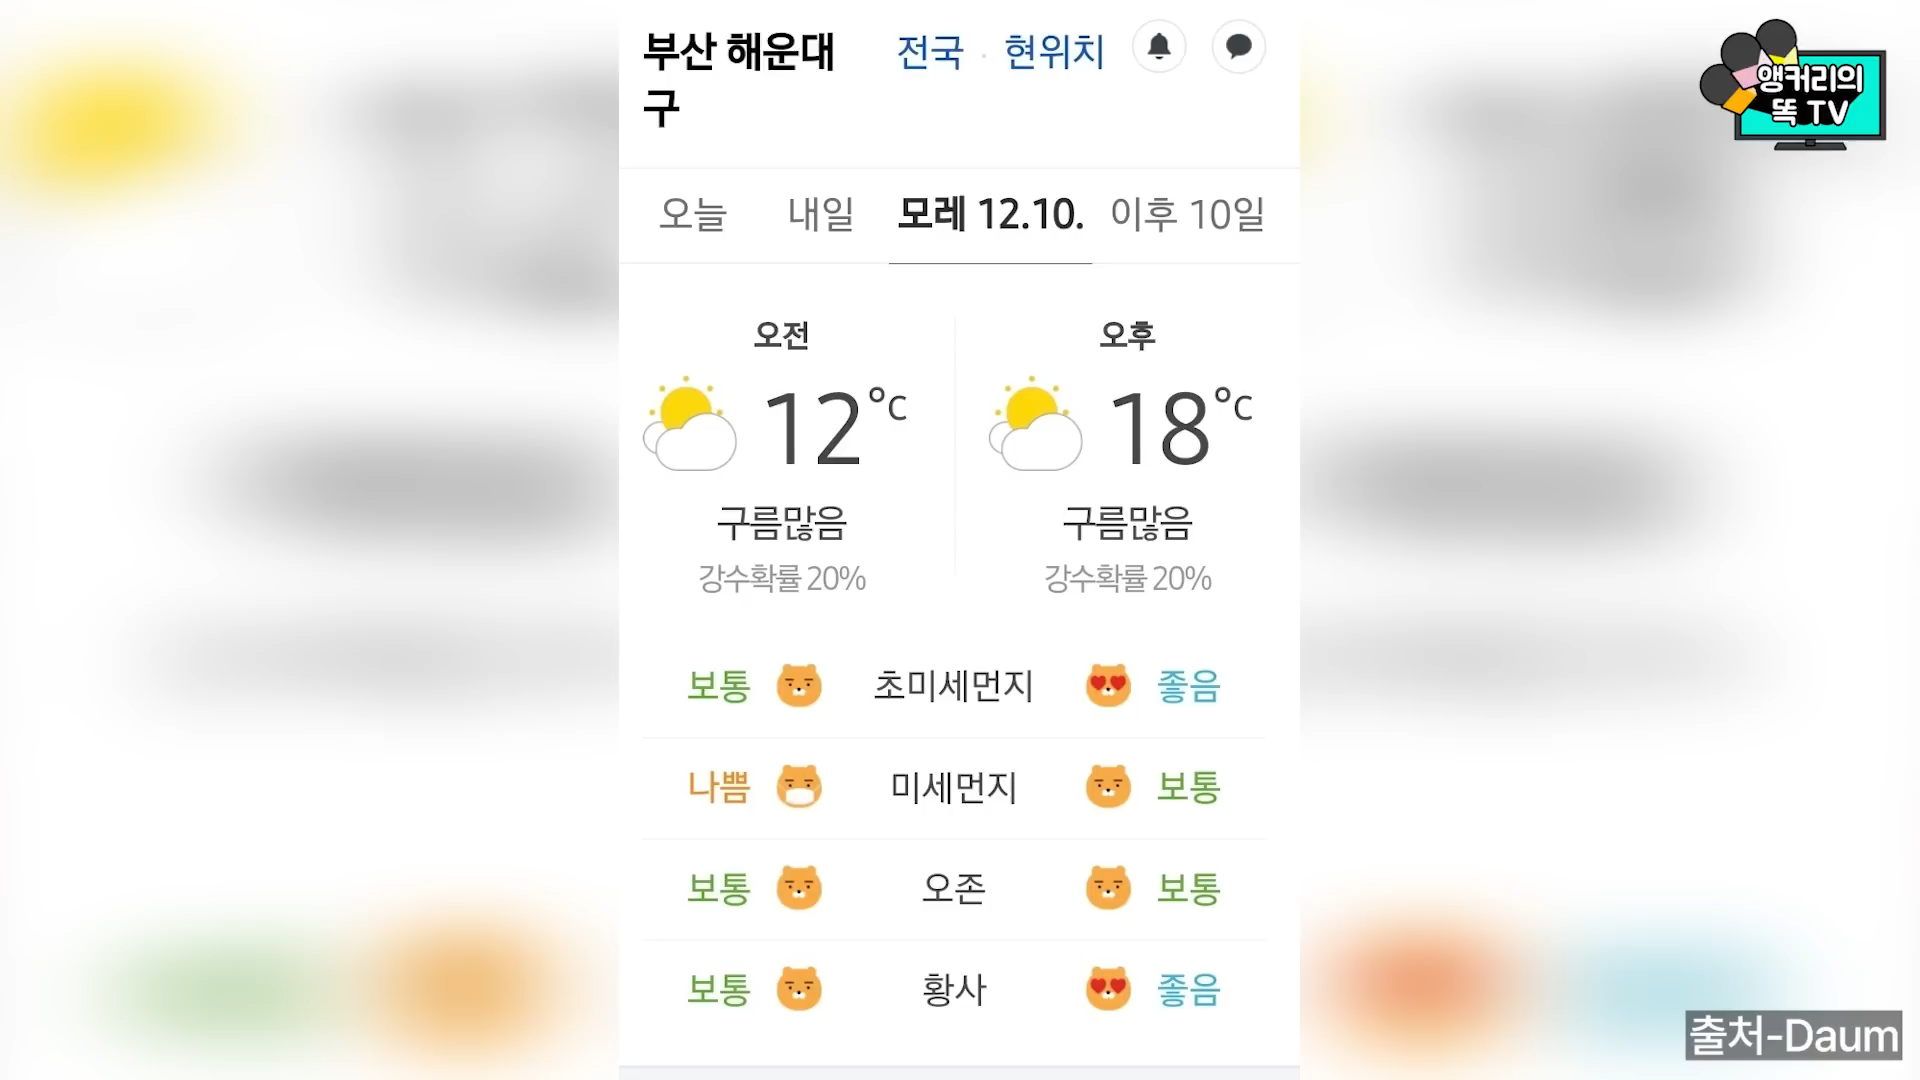 부산 해운대
구
전국 · 현위치
앵커리의
똑 TV
오늘 내일 모레 12.10. 이후 10일
오전 오후
12°C 18°C
구름많음 구름많음
강수확률 20% 강수확률 20%
보통 초미세먼지 좋음
나쁨 미세먼지 보통
보통 오존 보통
보통 황사 좋음
출처-Daum